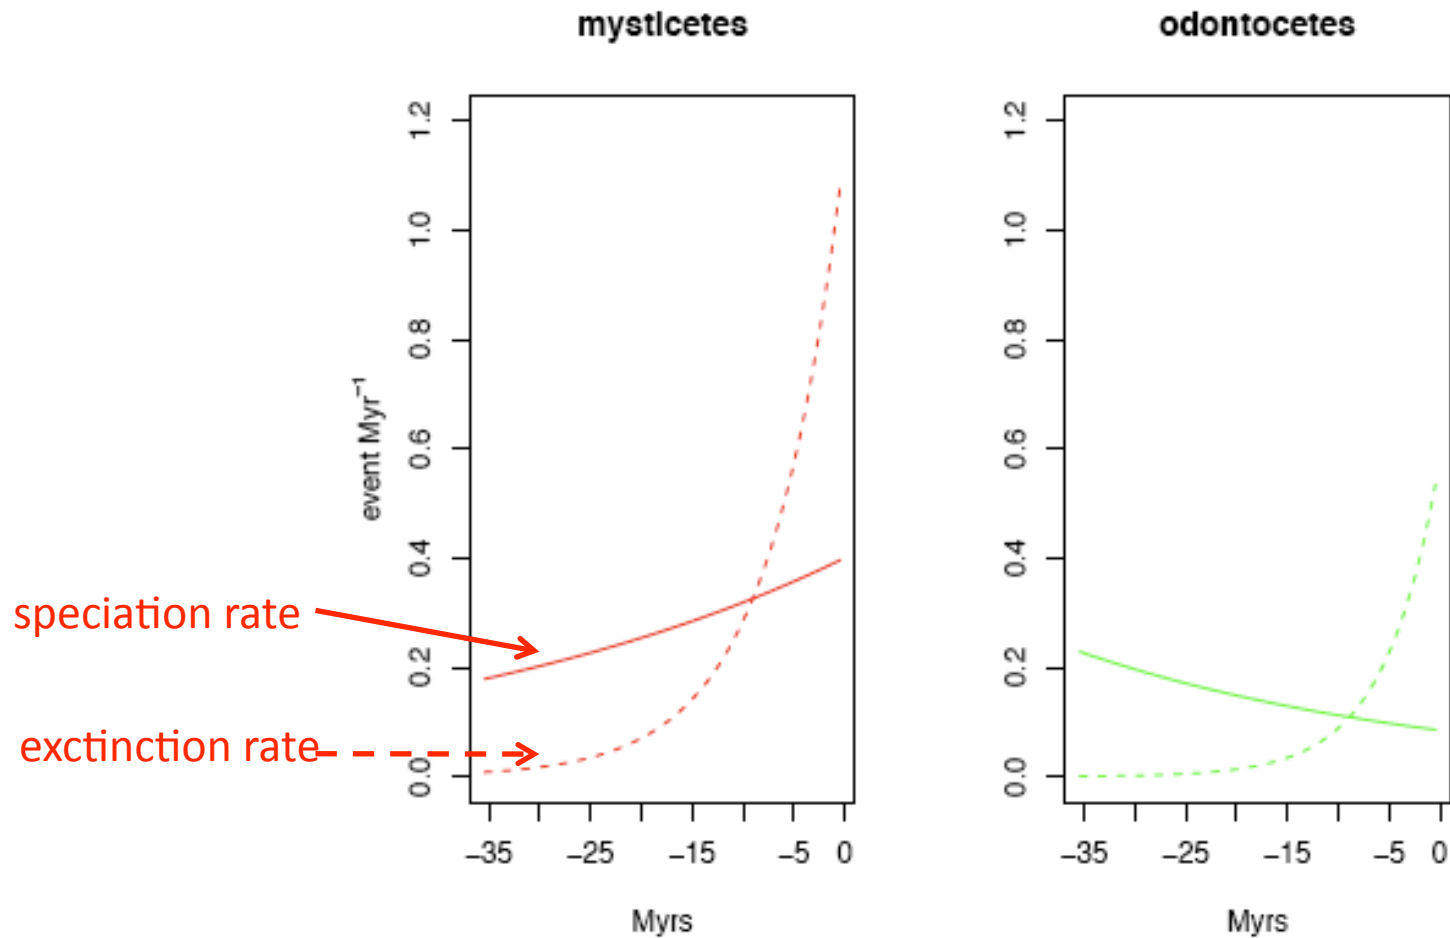 mysticetes
odontocetes
1.2
1.0
0.8
0.6
0.4
0.2
0.0
event Myr⁻¹
speciation rate
exctinction rate
−35 −25 −15 −5 0
Myrs
1.2
1.0
0.8
0.6
0.4
0.2
0.0
−35 −25 −15 −5 0
Myrs